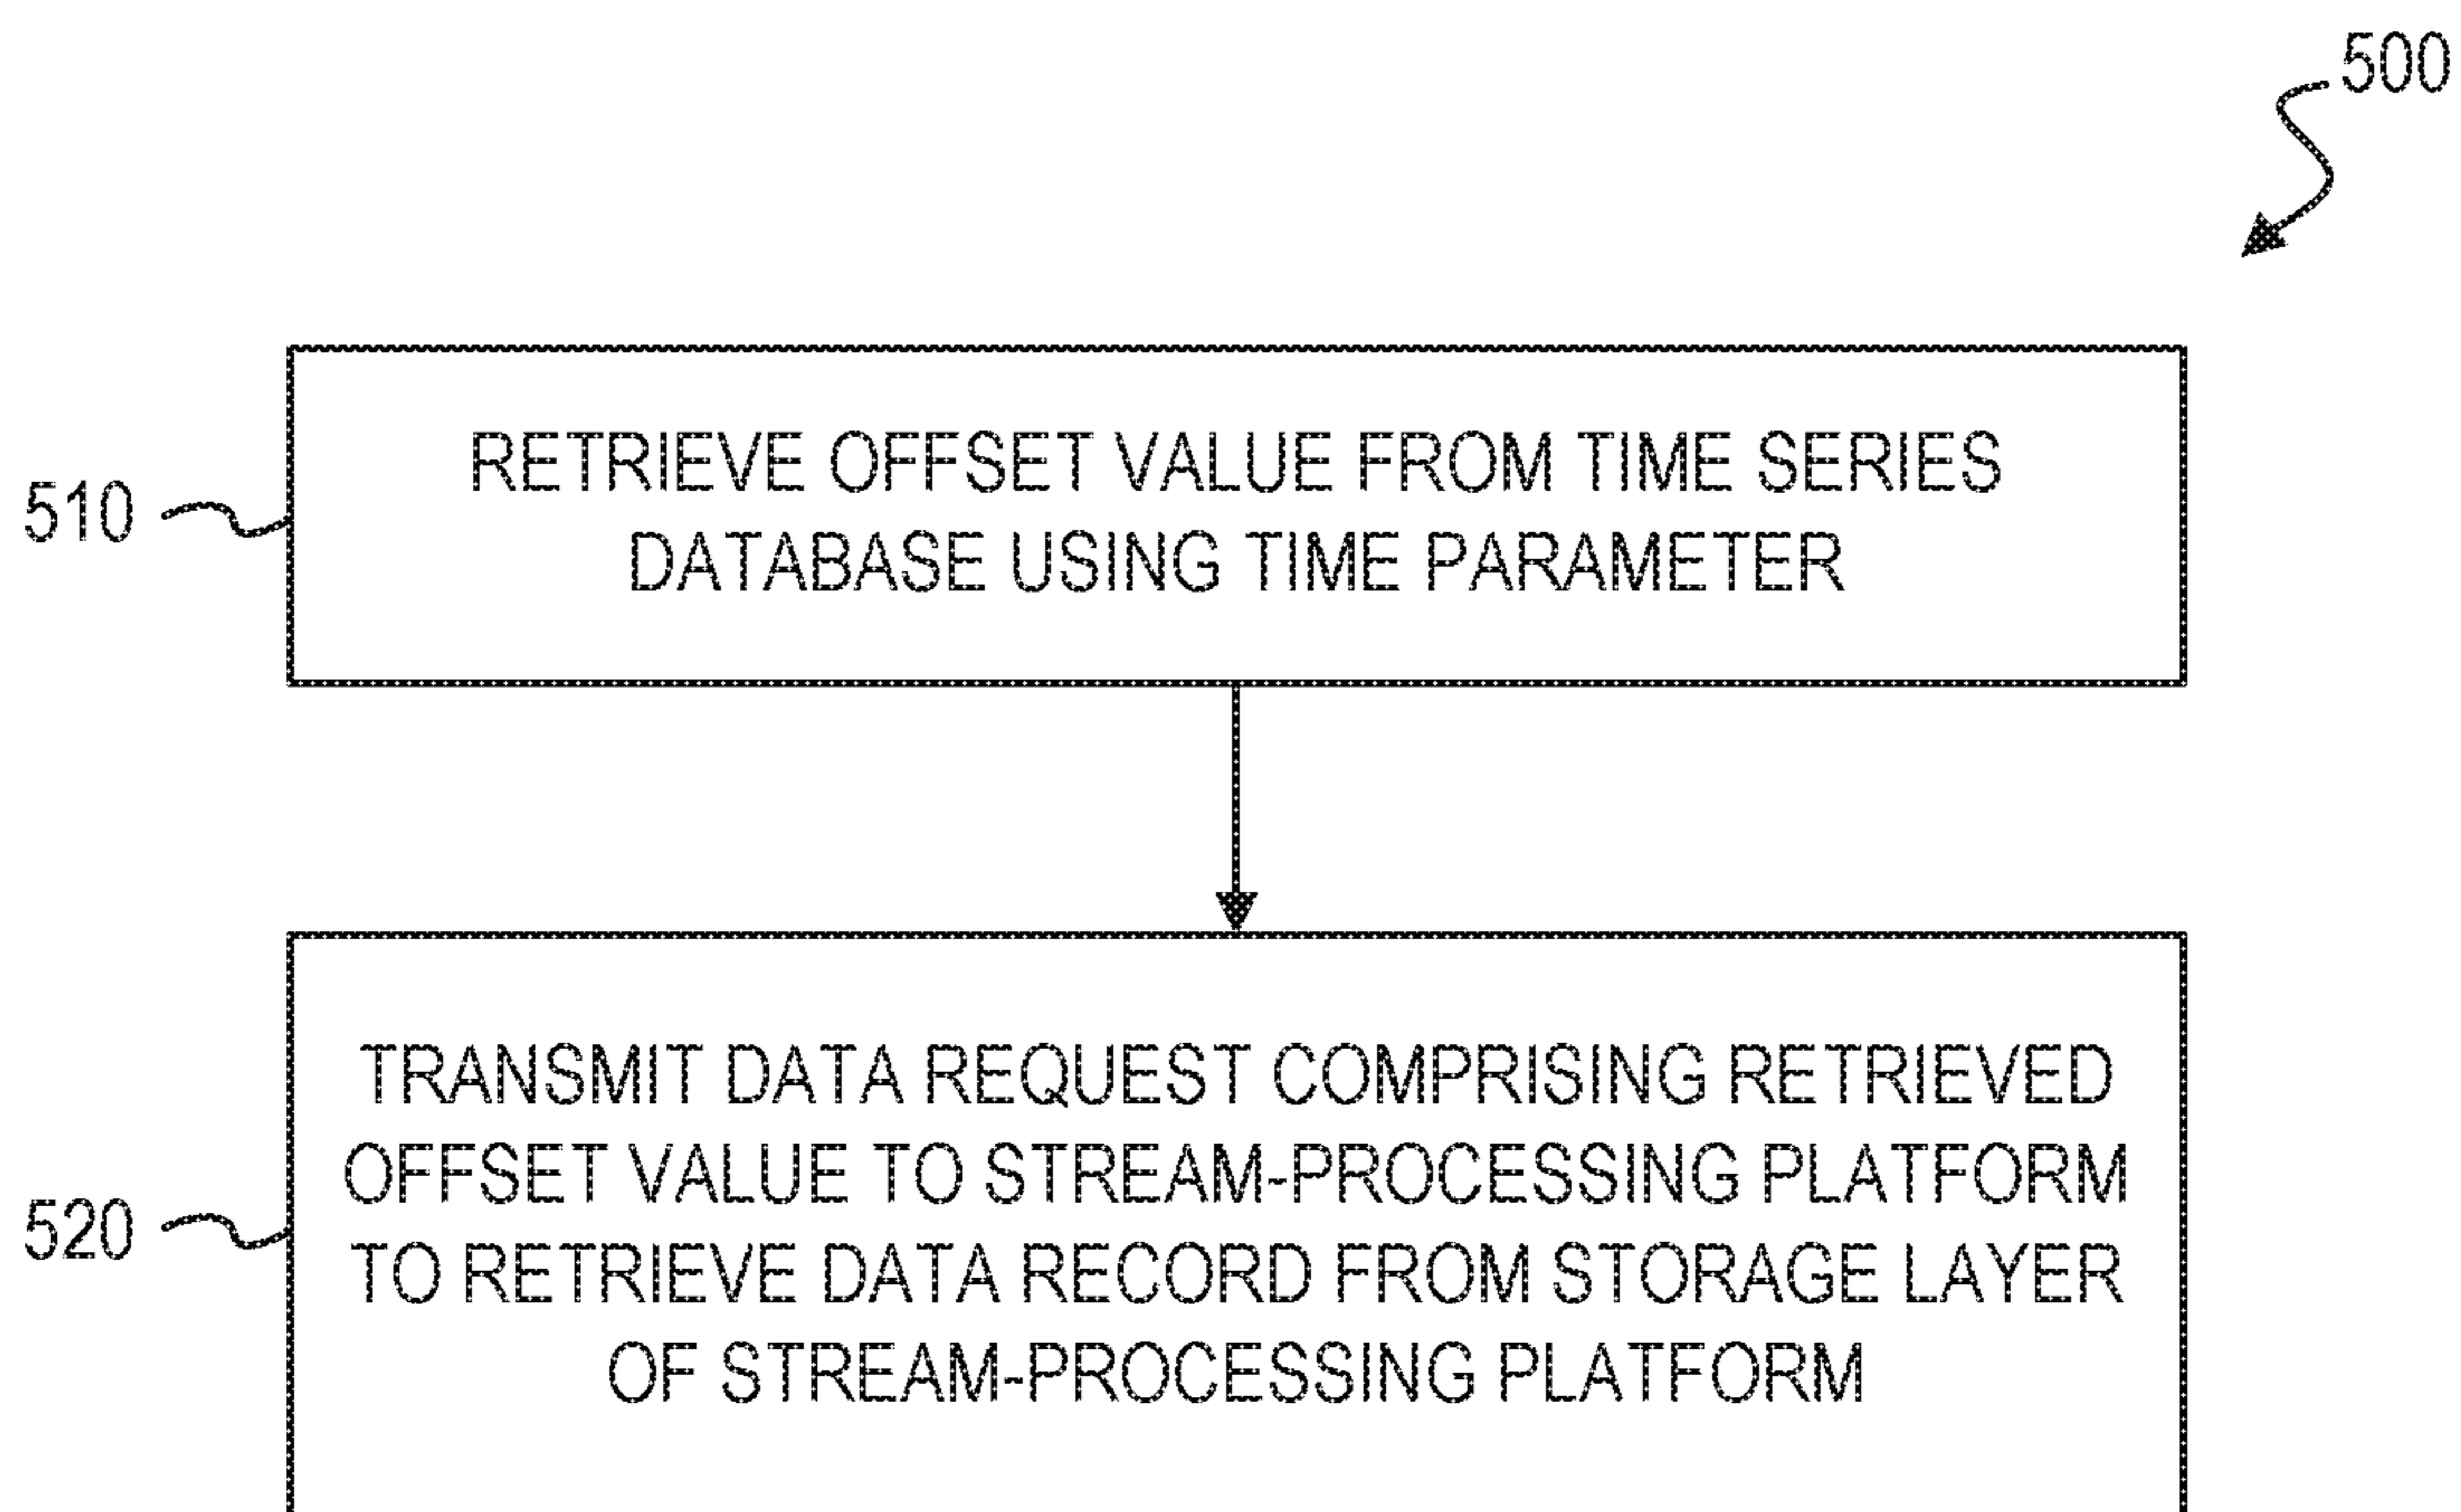 500
510
RETRIEVE OFFSET VALUE FROM TIME SERIES
DATABASE USING TIME PARAMETER
520
TRANSMIT DATA REQUEST COMPRISING RETRIEVED
OFFSET VALUE TO STREAM-PROCESSING PLATFORM
TO RETRIEVE DATA RECORD FROM STORAGE LAYER
OF STREAM-PROCESSING PLATFORM